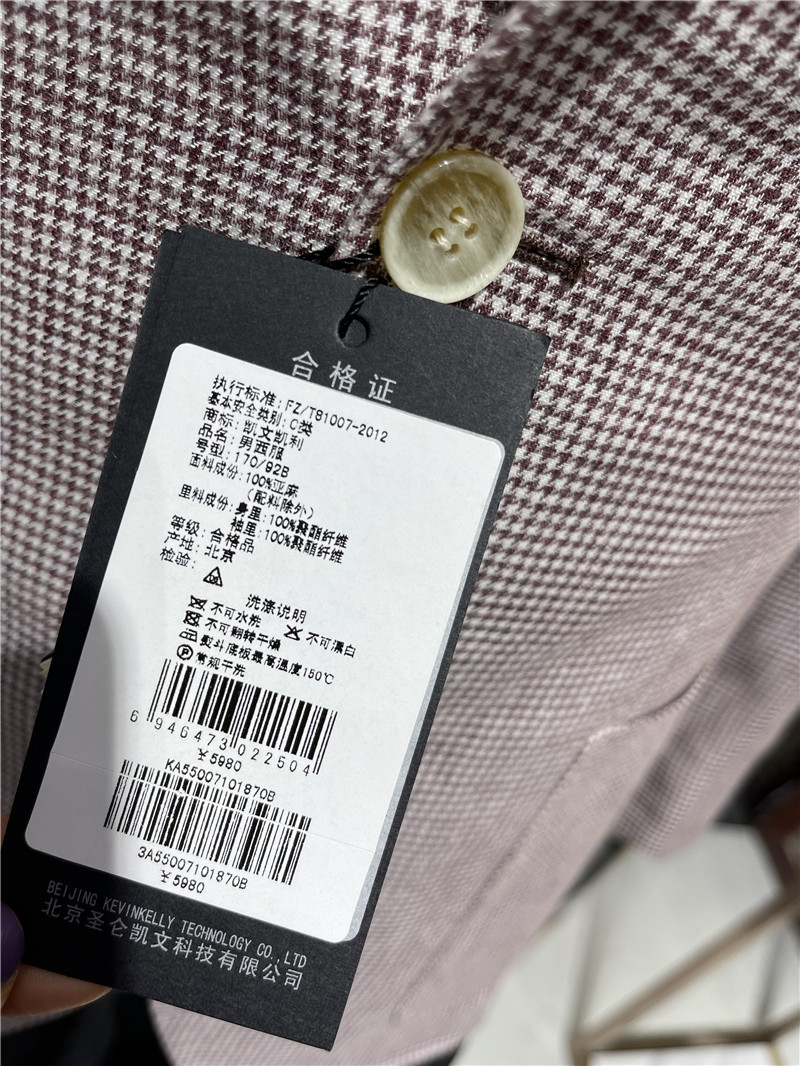 合格证
执行标准:FZ/T81007-2012
基本安全类别:C类
商标:凯文凯利
品名:男西服
号型:170/92B
面料成份:100%亚麻
(配料除外)
里料成份:身里:100%聚酯纤维
袖里:100%聚酯纤维
等级:合格品
产地:北京
检验:
洗涤说明
不可水洗 不可漂白
不可翻转干燥
熨斗底板最高温度150℃
常规干洗
6 946473 022504
¥5980
KA55007101870B
3A55007101870B
¥5980
BEIJING KEVINKELLY TECHNOLOGY CO.,LTD
北京圣仑凯文科技有限公司